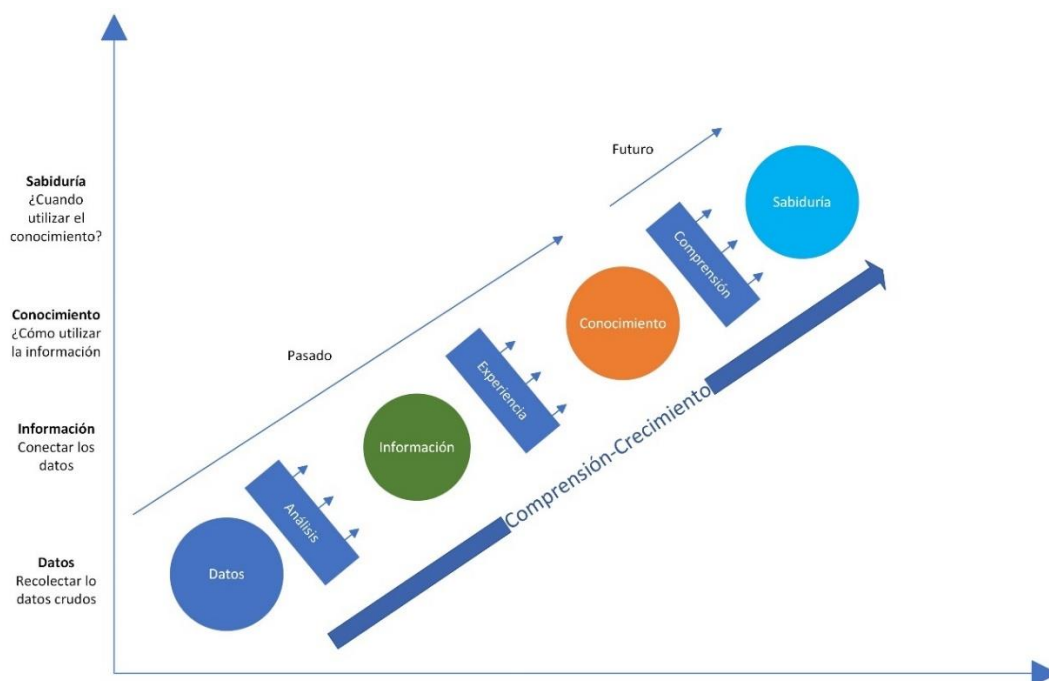 Sabiduría
¿Cuando
utilizar el
conocimiento?
Conocimiento
¿Cómo utilizar
la información
Información
Conectar los
datos
Datos
Recolectar lo
datos crudos
Futuro
Pasado
Sabiduría
Comprensión
Conocimiento
Experiencia
Información
Análisis
Datos
Comprensión-Crecimiento